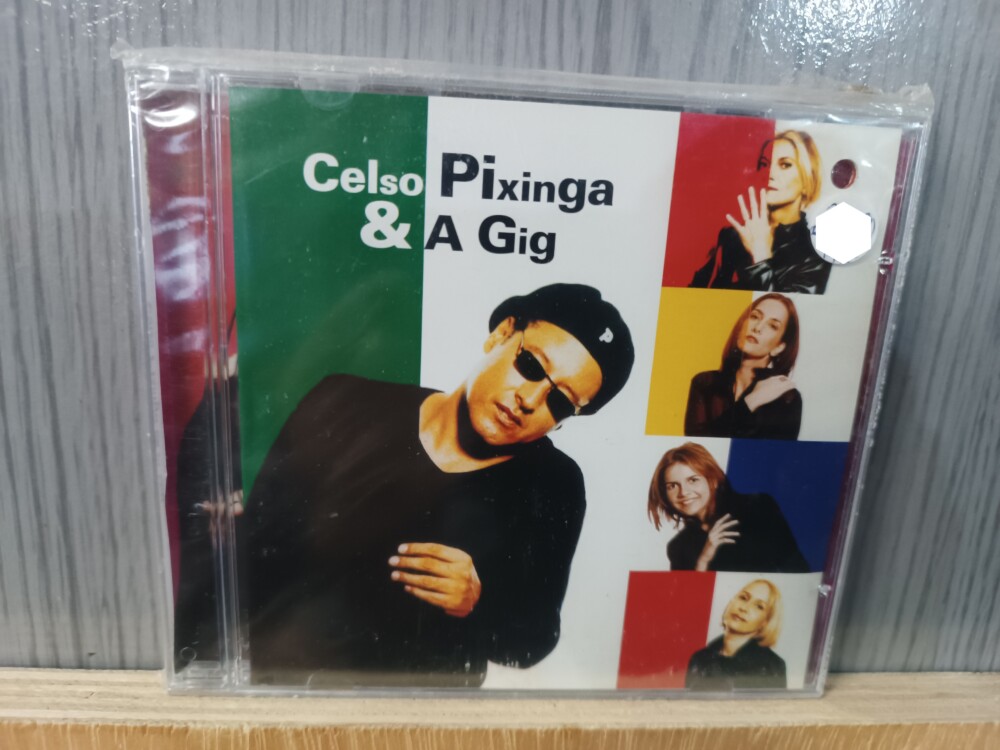 Celso Pixinga
& A Gig